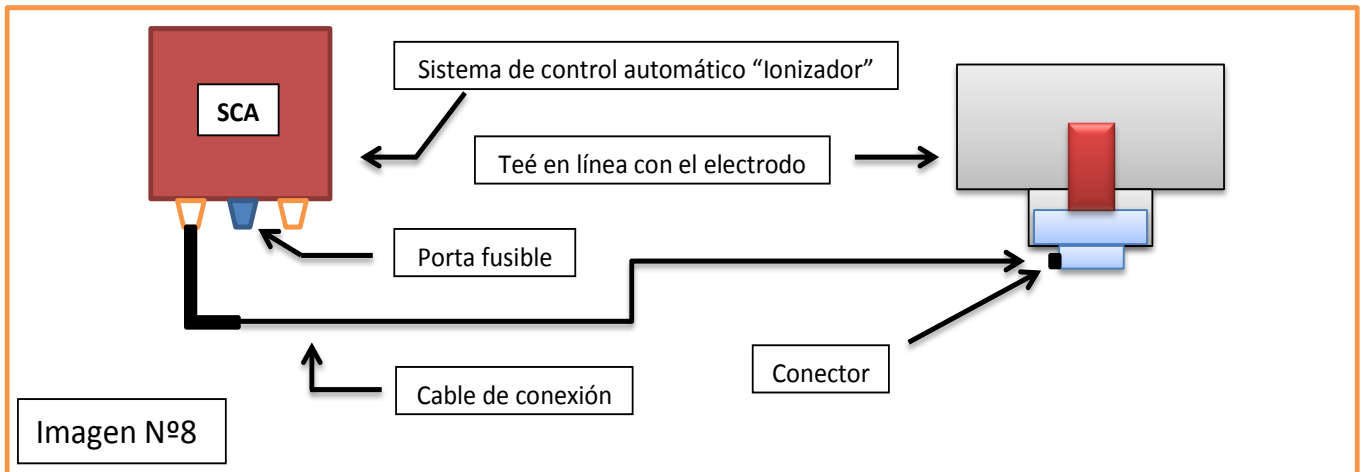 Sistema de control automático “Ionizador”
SCA
Teé en línea con el electrodo
Porta fusible
Conector
Cable de conexión
Imagen Nº8